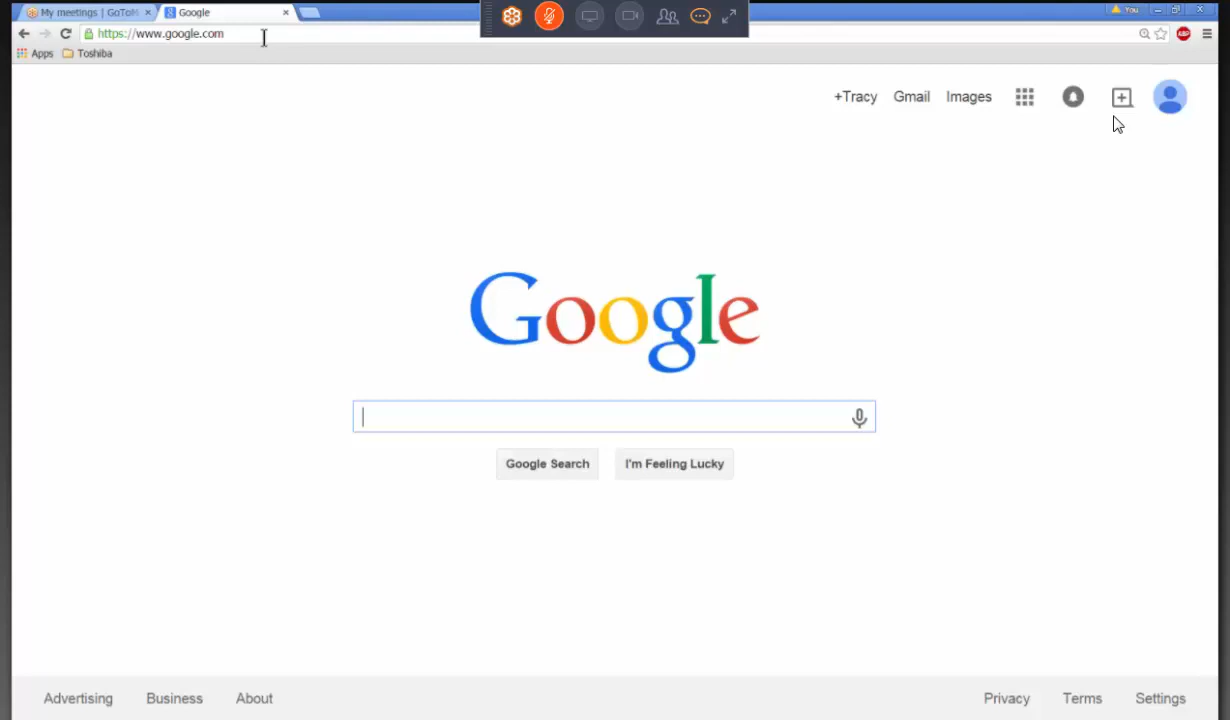 My meetings | GoToM
Google
You
https://www.google.com
ABP
Apps
Toshiba
+Tracy
Gmail
Images
Google
Google Search
I'm Feeling Lucky
Advertising
Business
About
Privacy
Terms
Settings